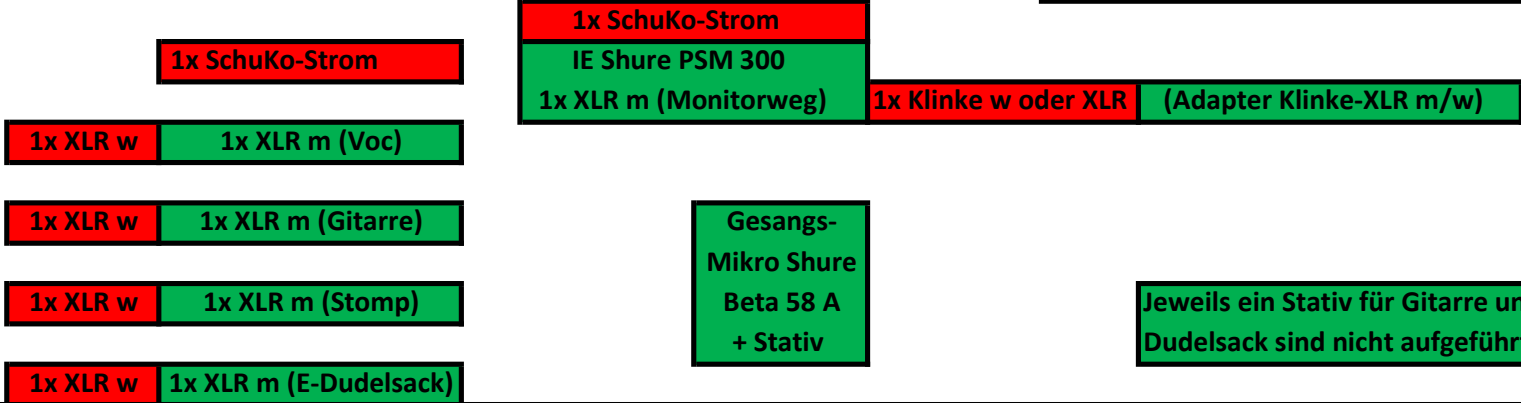 1x SchuKo-Strom
1x SchuKo-Strom
IE Shure PSM 300
1x XLR m (Monitorweg) 1x Klinke w oder XLR (Adapter Klinke-XLR m/w)
1x XLR w 1x XLR m (Voc)
1x XLR w 1x XLR m (Gitarre)
Gesangs-
Mikro Shure
Beta 58 A
+ Stativ
1x XLR w 1x XLR m (Stomp)
Jeweils ein Stativ für Gitarre
Dudelsack sind nicht aufgeführt
1x XLR w 1x XLR m (E-Dudelsack)